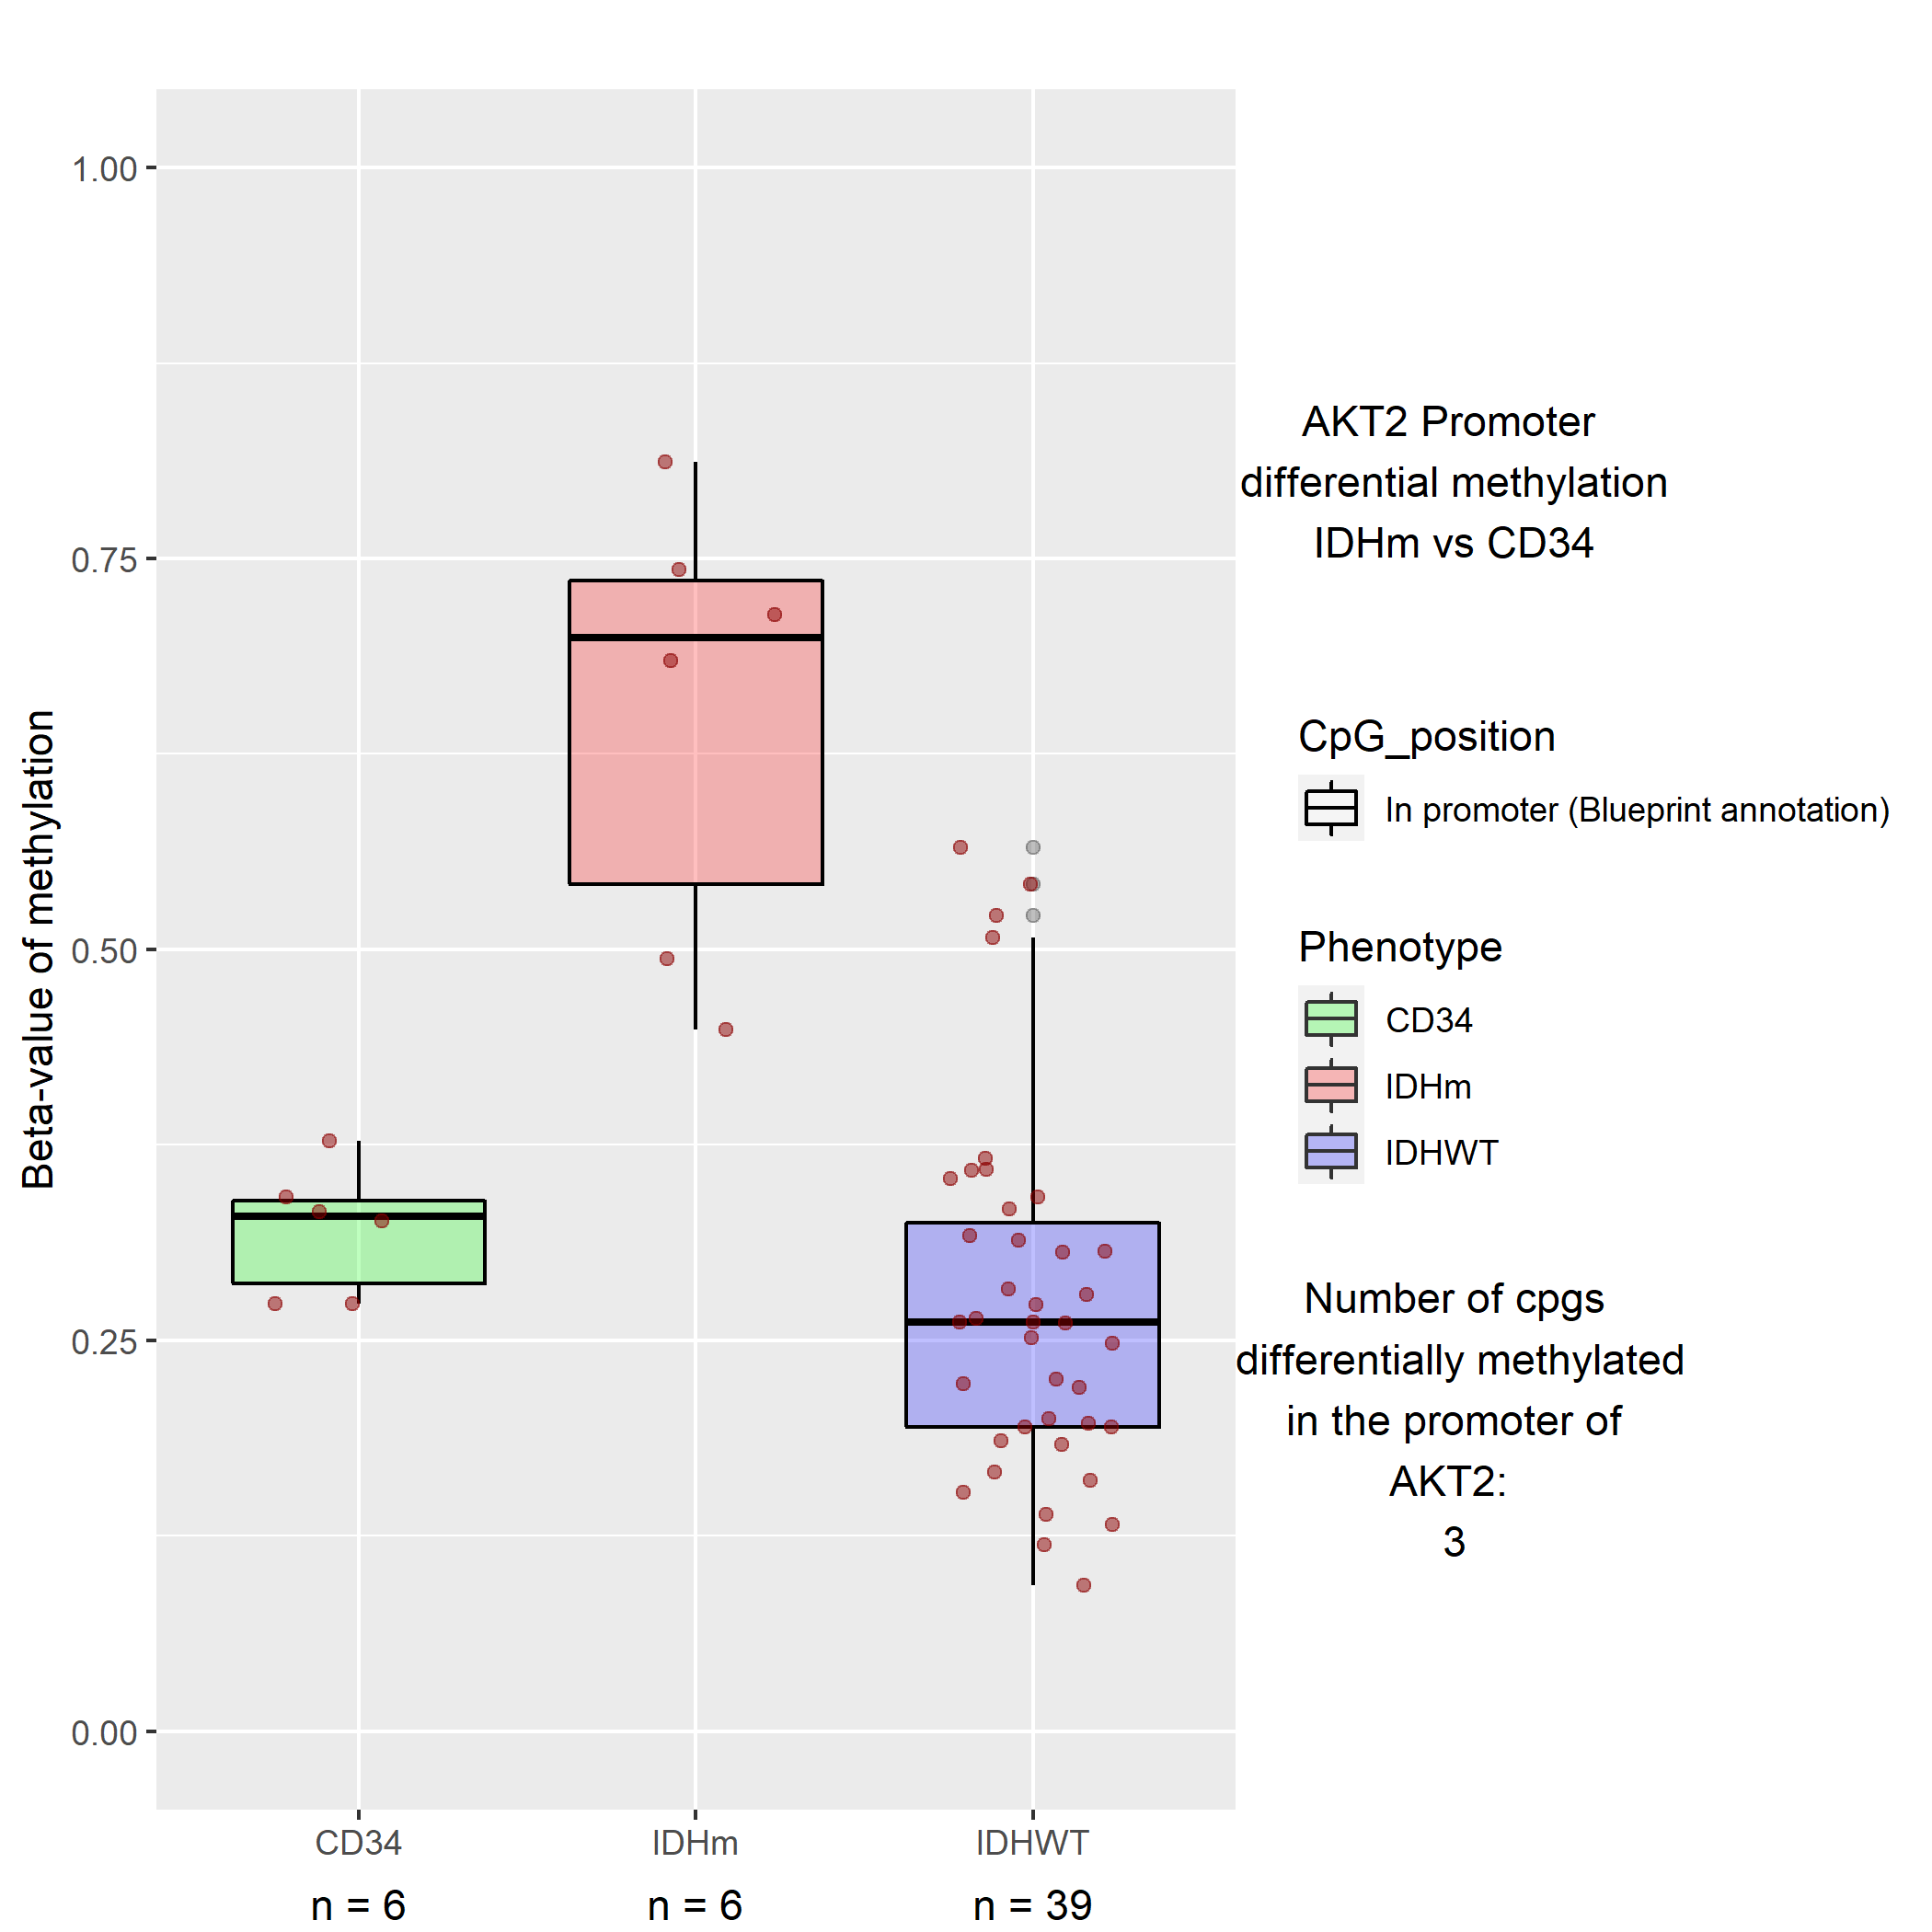 1.00
0.75
0.50
0.25
0.00
Beta-value of methylation
CD34
IDHm
IDHWT
n = 6
n = 6
n = 39
AKT2 Promoter
differential methylation
IDHm vs CD34
CpG_position
In promoter (Blueprint annotation)
Phenotype
CD34
IDHm
IDHWT
Number of cpgs
differentially methylated
in the promoter of
AKT2:
3